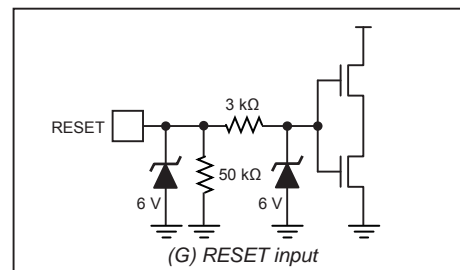 3 kΩ
RESET
50 kΩ
6 V
6 V
(G) RESET input